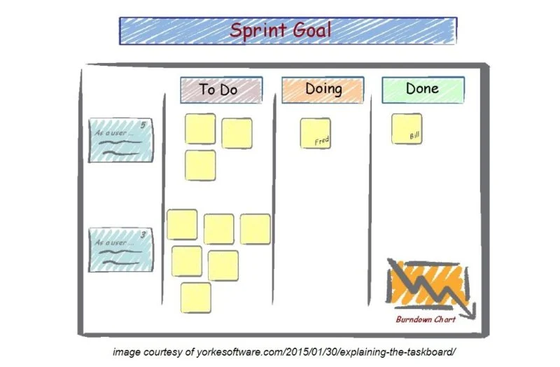 Sprint Goal
To Do
Doing
Done
5
As a user...
Fred
Bill
3
As a user...
Burndown Chart
image courtesy of yorkesoftware.com/2015/01/30/explaining-the-taskboard/